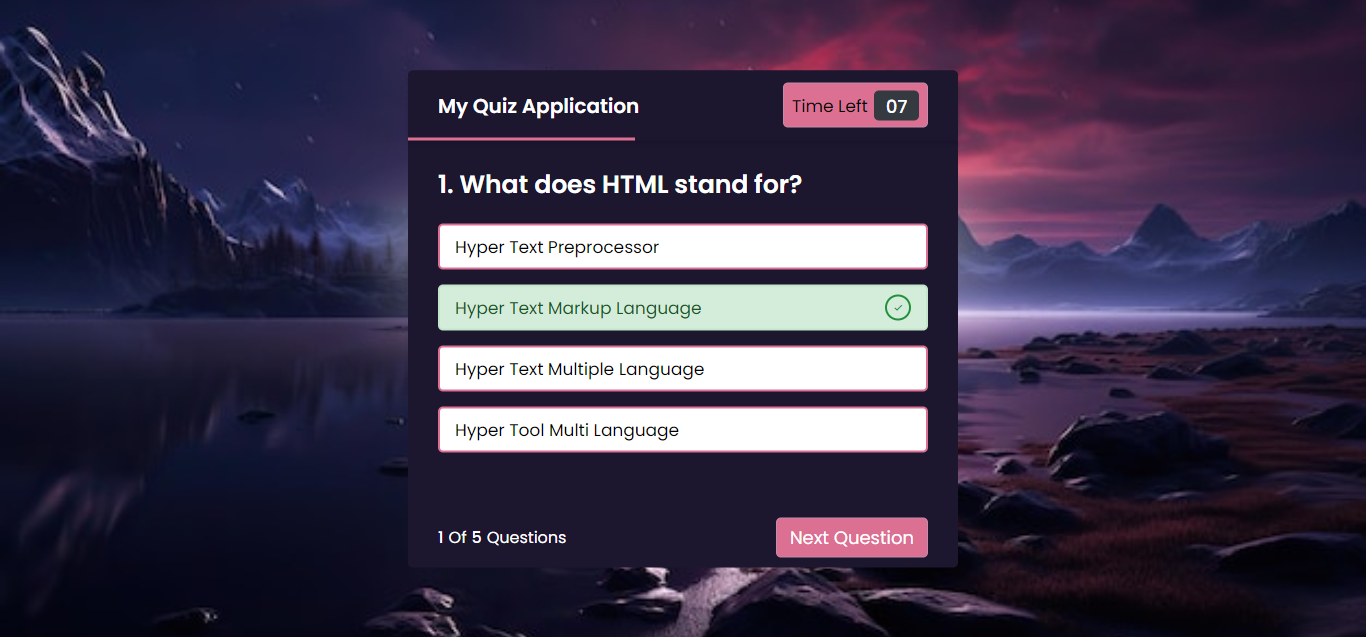 My Quiz Application
Time Left 07
1. What does HTML stand for?
Hyper Text Preprocessor
Hyper Text Markup Language
Hyper Text Multiple Language
Hyper Tool Multi Language
1 Of 5 Questions
Next Question